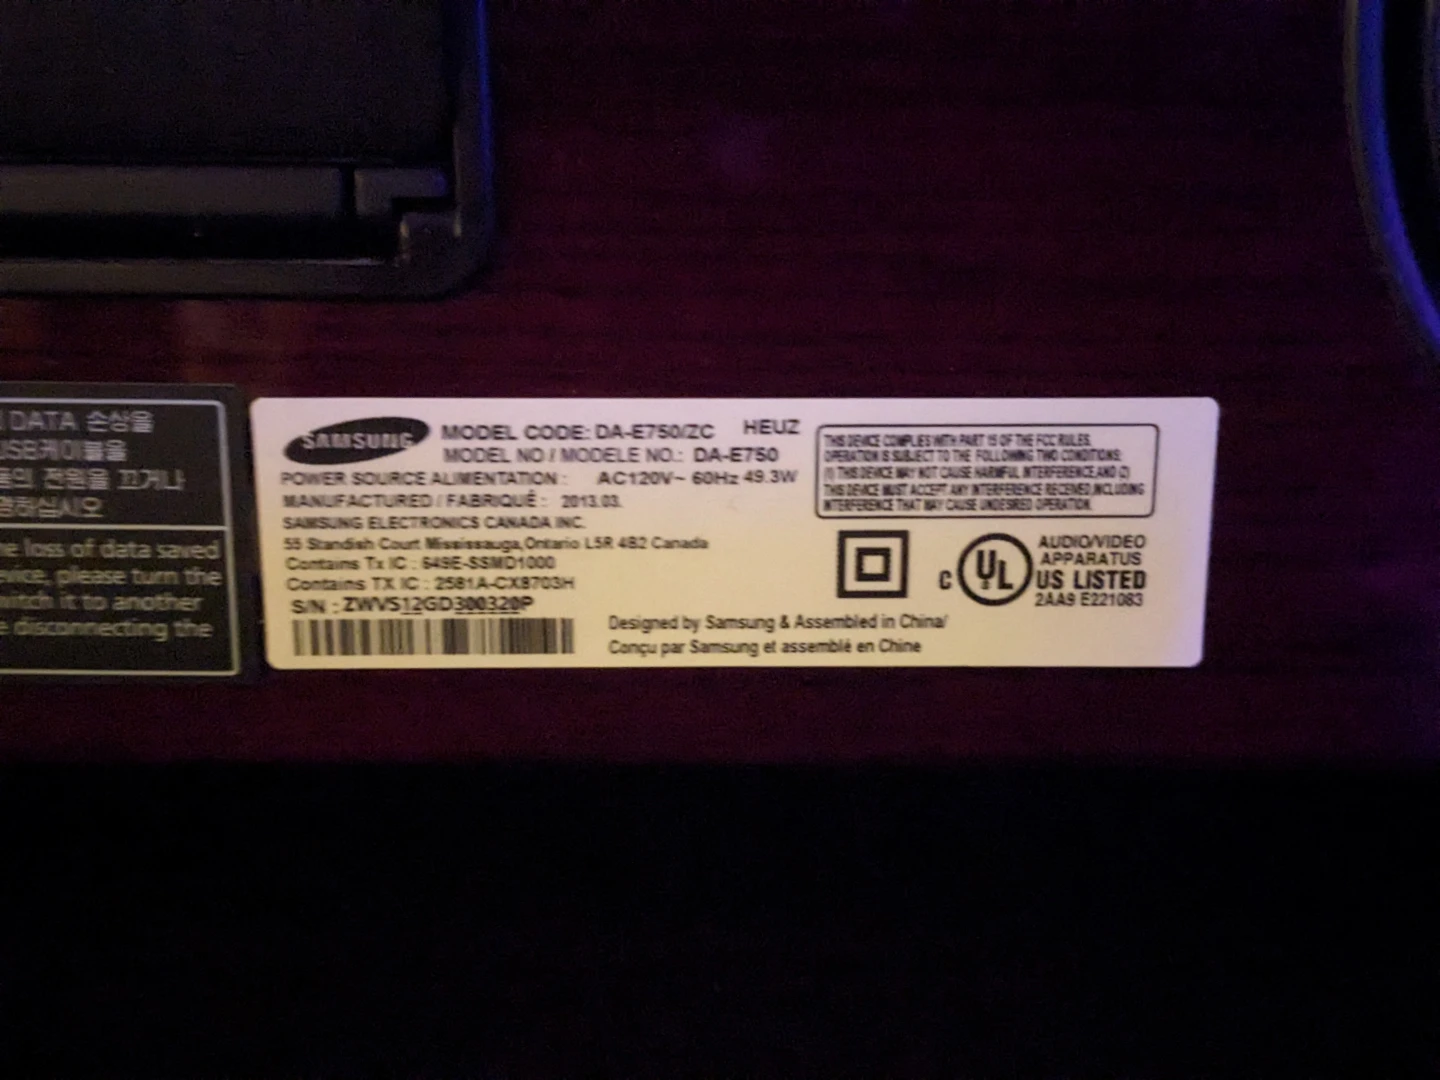 DATA 손상을
USB케이블을
의 전원을 끄거나
하십시오
loss of data saved
please turn the
switch it to another
disconnecting the
SAMSUNG
MODEL CODE: DA-E750/ZC HEUZ
MODEL NO / MODELE NO.: DA-E750
POWER SOURCE ALIMENTATION : AC120V~ 60Hz 49.3W
MANUFACTURED / FABRIQUÉ : 2013.03.
SAMSUNG ELECTRONICS CANADA INC.
55 Standish Court Mississauga,Ontario L5R 4B2 Canada
Contains Tx IC : 649E-SSMD1000
Contains TX IC : 2581A-CX8703H
S/N : ZWVS12GD300320P
THIS DEVICE COMPLIES WITH PART 15 OF THE FCC RULES.
OPERATION IS SUBJECT TO THE FOLLOWING TWO CONDITIONS:
(1) THIS DEVICE MAY NOT CAUSE HARMFUL INTERFERENCE AND (2)
THIS DEVICE MUST ACCEPT ANY INTERFERENCE RECEIVED,INCLUDING
INTERFERENCE THAT MAY CAUSE UNDESIRED OPERATION.
C UL
AUDIO/VIDEO
APPARATUS
US LISTED
2AA9 E221083
Designed by Samsung & Assembled in China/
Conçu par Samsung et assemblé en Chine